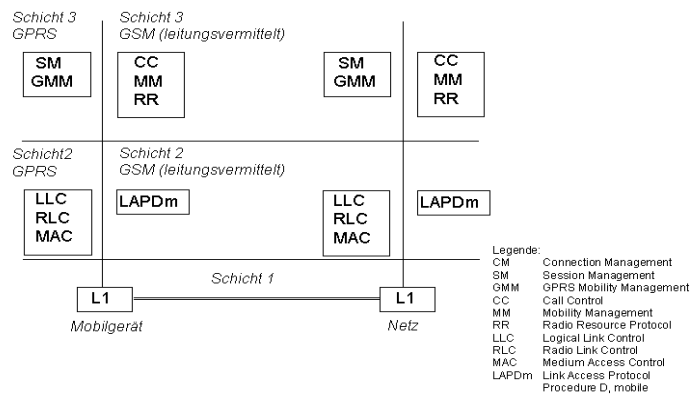 Schicht 3
GPRS
Schicht 3
GSM (leitungsvermittelt)
SM
GMM
CC
MM
RR
SM
GMM
CC
MM
RR
Schicht2
GPRS
Schicht 2
GSM (leitungsvermittelt)
LLC
RLC
MAC
LAPDm
LLC
RLC
MAC
LAPDm
Schicht 1
L1
L1
Mobilgerät
Netz
Legende:
CM Connection Management
SM Session Management
GMM GPRS Mobility Management
CC Call Control
MM Mobility Management
RR Radio Resource Protocol
LLC Logical Link Control
RLC Radio Link Control
MAC Medium Access Control
LAPDm Link Access Protocol
Procedure D, mobile